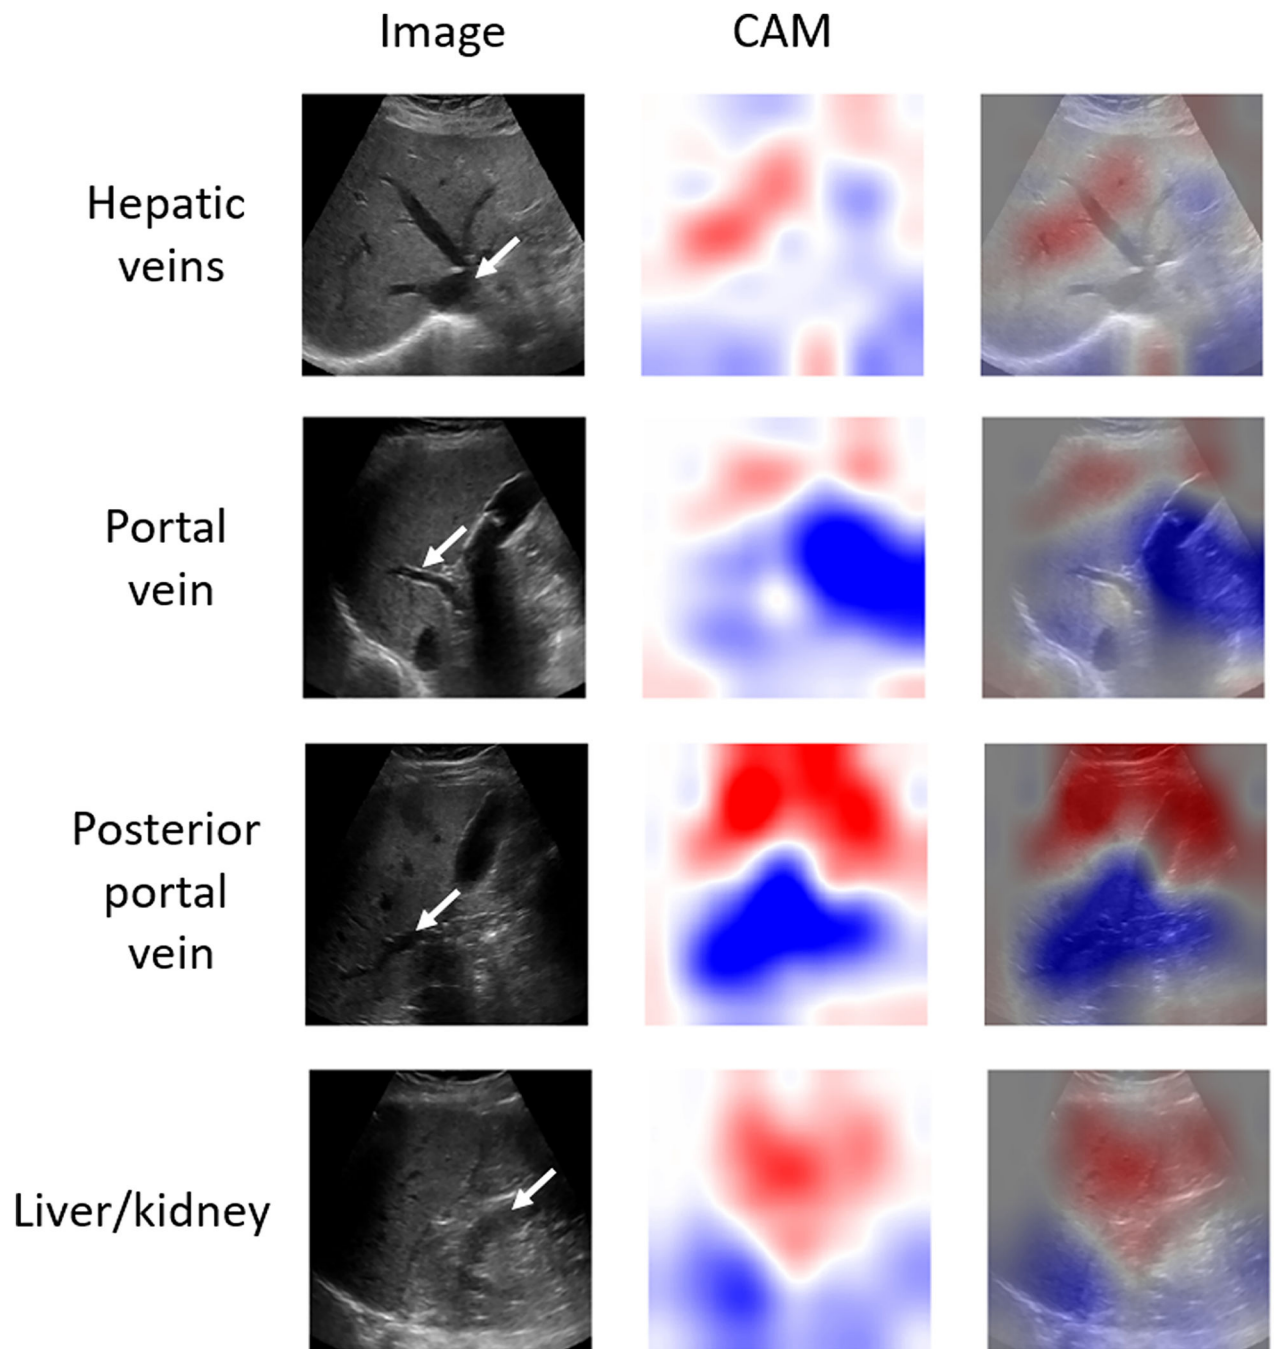 Image CAM
Hepatic
veins
Portal
vein
Posterior
portal
vein
Liver/kidney